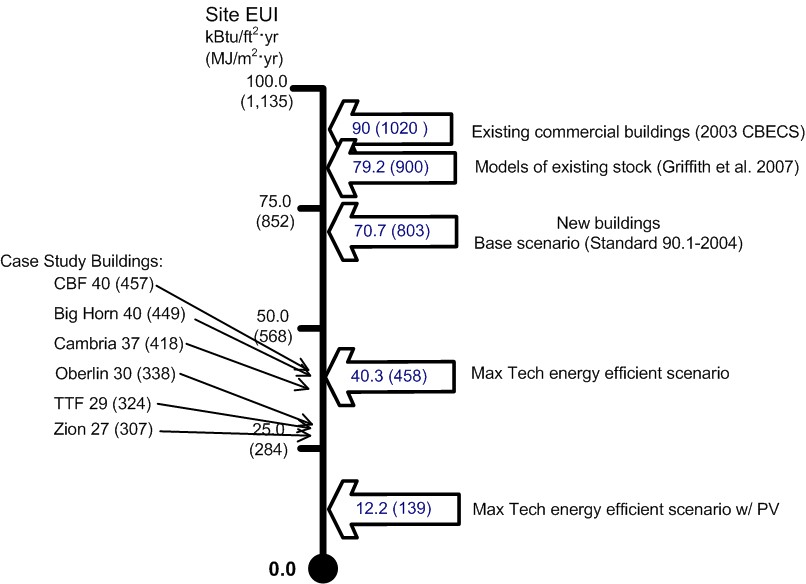 Site EUI
kBtu/ft²·yr
(MJ/m²·yr)
100.0
(1,135)
90 (1020 )
Existing commercial buildings (2003 CBECS)
79.2 (900)
Models of existing stock (Griffith et al. 2007)
75.0
(852)
70.7 (803)
New buildings
Base scenario (Standard 90.1-2004)
Case Study Buildings:
CBF 40 (457)
Big Horn 40 (449)
Cambria 37 (418)
Oberlin 30 (338)
TTF 29 (324)
Zion 27 (307)
50.0
(568)
40.3 (458)
Max Tech energy efficient scenario
25.0
(284)
12.2 (139)
Max Tech energy efficient scenario w/ PV
0.0